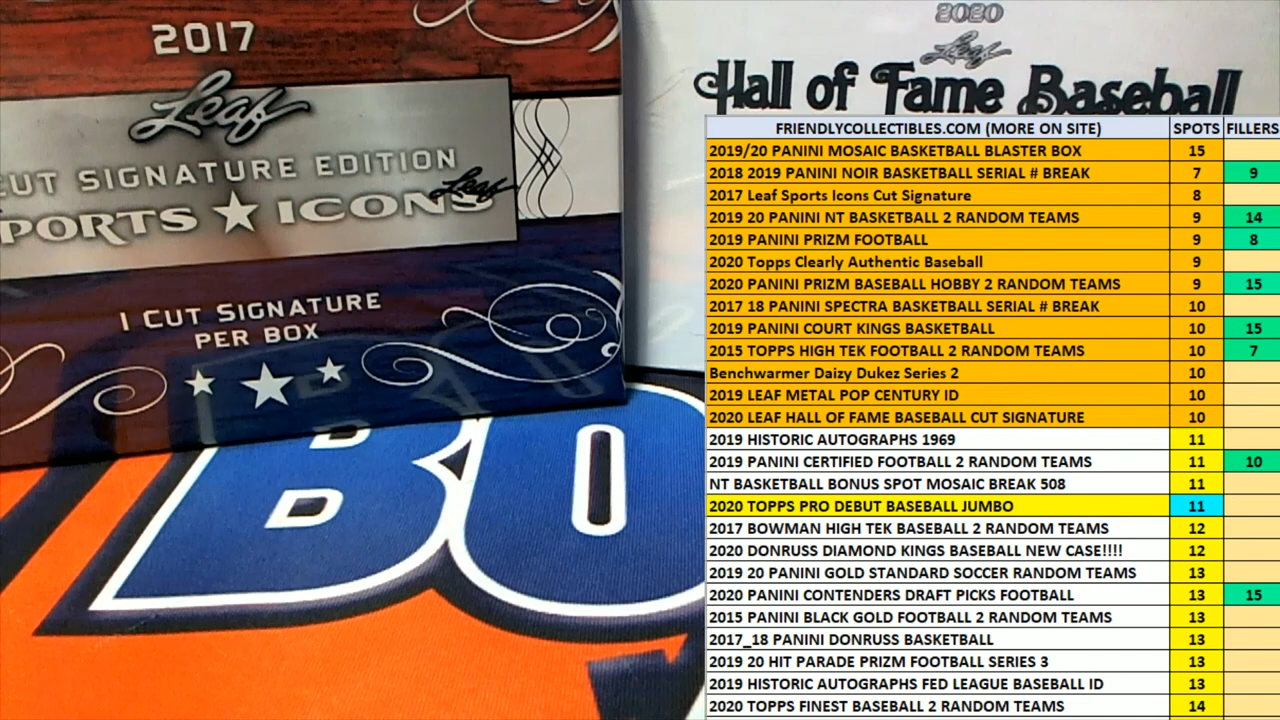 2017
Leaf
CUT SIGNATURE EDITION
Leaf
SPORTS ★ ICONS
1 CUT SIGNATURE
PER BOX
BO
2020
Leaf
Hall of Fame Baseball
FRIENDLYCOLLECTIBLES.COM (MORE ON SITE) SPOTS FILLERS
2019/20 PANINI MOSAIC BASKETBALL BLASTER BOX 15
2018 2019 PANINI NOIR BASKETBALL SERIAL # BREAK 7 9
2017 Leaf Sports Icons Cut Signature 8
2019 20 PANINI NT BASKETBALL 2 RANDOM TEAMS 9 14
2019 PANINI PRIZM FOOTBALL 9 8
2020 Topps Clearly Authentic Baseball 9
2020 PANINI PRIZM BASEBALL HOBBY 2 RANDOM TEAMS 9 15
2017 18 PANINI SPECTRA BASKETBALL SERIAL # BREAK 10
2019 PANINI COURT KINGS BASKETBALL 10 15
2015 TOPPS HIGH TEK FOOTBALL 2 RANDOM TEAMS 10 7
Benchwarmer Daizy Dukez Series 2 10
2019 LEAF METAL POP CENTURY ID 10
2020 LEAF HALL OF FAME BASEBALL CUT SIGNATURE 10
2019 HISTORIC AUTOGRAPHS 1969 11
2019 PANINI CERTIFIED FOOTBALL 2 RANDOM TEAMS 11 10
NT BASKETBALL BONUS SPOT MOSAIC BREAK 508 11
2020 TOPPS PRO DEBUT BASEBALL JUMBO 11
2017 BOWMAN HIGH TEK BASEBALL 2 RANDOM TEAMS 12
2020 DONRUSS DIAMOND KINGS BASEBALL NEW CASE!!!! 12
2019 20 PANINI GOLD STANDARD SOCCER RANDOM TEAMS 13
2020 PANINI CONTENDERS DRAFT PICKS FOOTBALL 13 15
2015 PANINI BLACK GOLD FOOTBALL 2 RANDOM TEAMS 13
2017_18 PANINI DONRUSS BASKETBALL 13
2019 20 HIT PARADE PRIZM FOOTBALL SERIES 3 13
2019 HISTORIC AUTOGRAPHS FED LEAGUE BASEBALL ID 13
2020 TOPPS FINEST BASEBALL 2 RANDOM TEAMS 14